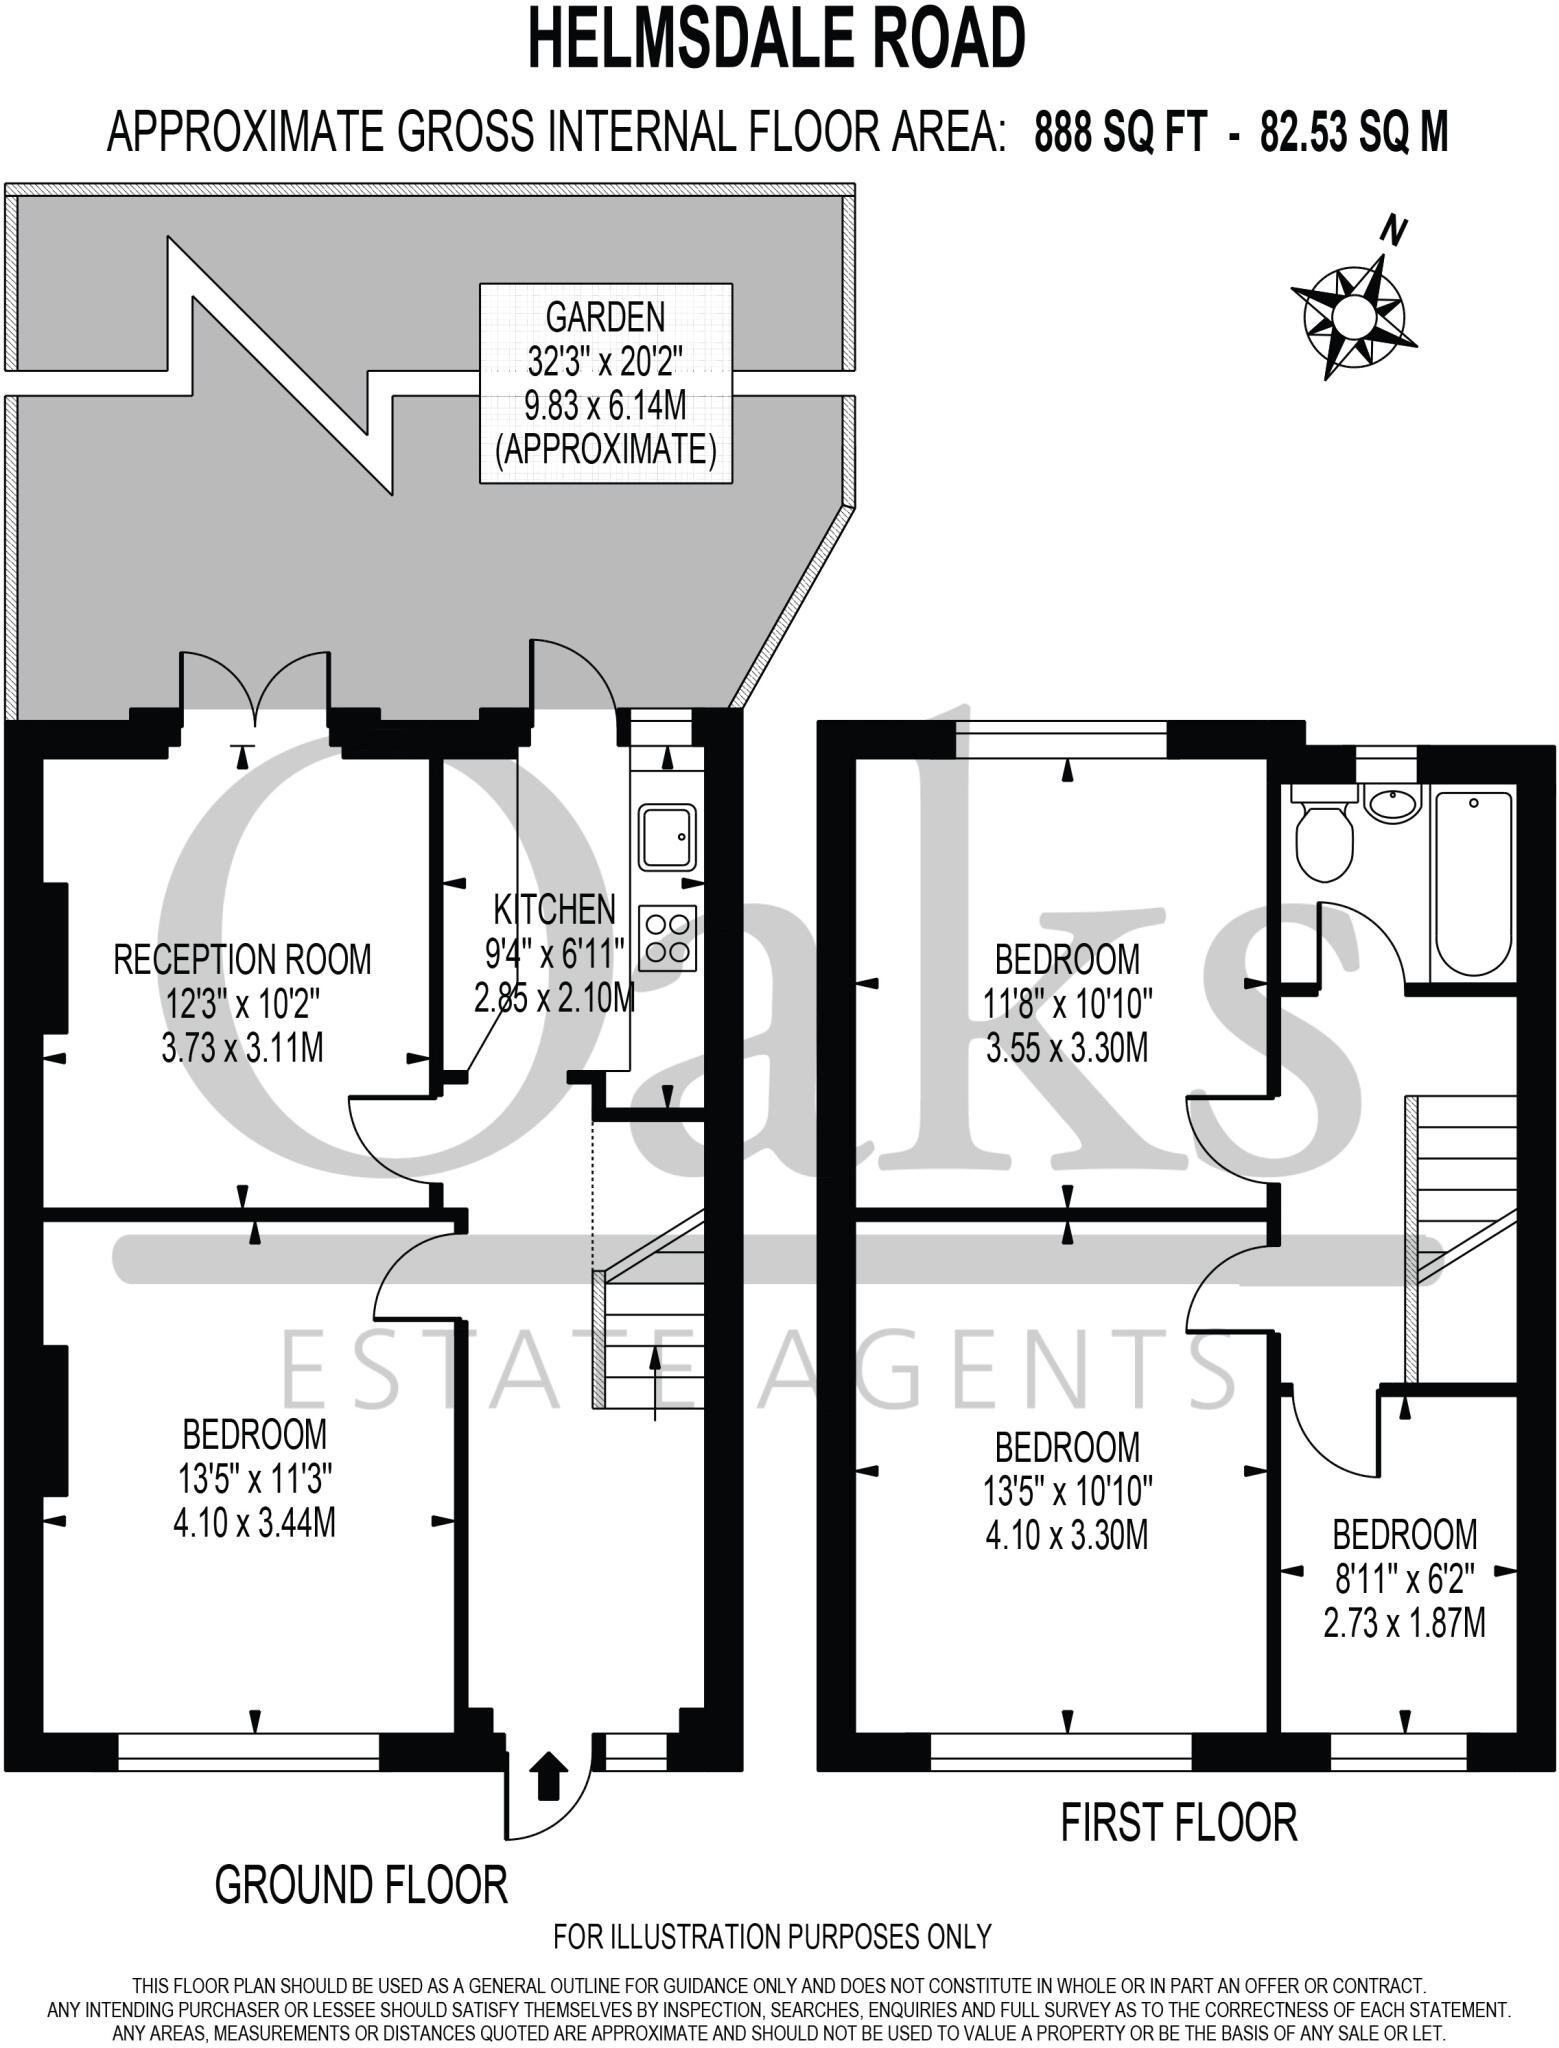 HELMSDALE ROAD
APPROXIMATE GROSS INTERNAL FLOOR AREA: 888 SQ FT - 82.53 SQ M
N
GARDEN
32'3" x 20'2"
9.83 x 6.14M
(APPROXIMATE)
KITCHEN
9'4" x 6'11"
2.85 x 2.10M
RECEPTION ROOM
12'3" x 10'2"
3.73 x 3.11M
BEDROOM
11'8" x 10'10"
3.55 x 3.30M
Oaks
ESTATE AGENTS
BEDROOM
13'5" x 11'3"
4.10 x 3.44M
BEDROOM
13'5" x 10'10"
4.10 x 3.30M
BEDROOM
8'11" x 6'2"
2.73 x 1.87M
FIRST FLOOR
GROUND FLOOR
FOR ILLUSTRATION PURPOSES ONLY
THIS FLOOR PLAN SHOULD BE USED AS A GENERAL OUTLINE FOR GUIDANCE ONLY AND DOES NOT CONSTITUTE IN WHOLE OR IN PART AN OFFER OR CONTRACT.
ANY INTENDING PURCHASER OR LESSEE SHOULD SATISFY THEMSELVES BY INSPECTION, SEARCHES, ENQUIRIES AND FULL SURVEY AS TO THE CORRECTNESS OF EACH STATEMENT.
ANY AREAS, MEASUREMENTS OR DISTANCES QUOTED ARE APPROXIMATE AND SHOULD NOT BE USED TO VALUE A PROPERTY OR BE THE BASIS OF ANY SALE OR LET.